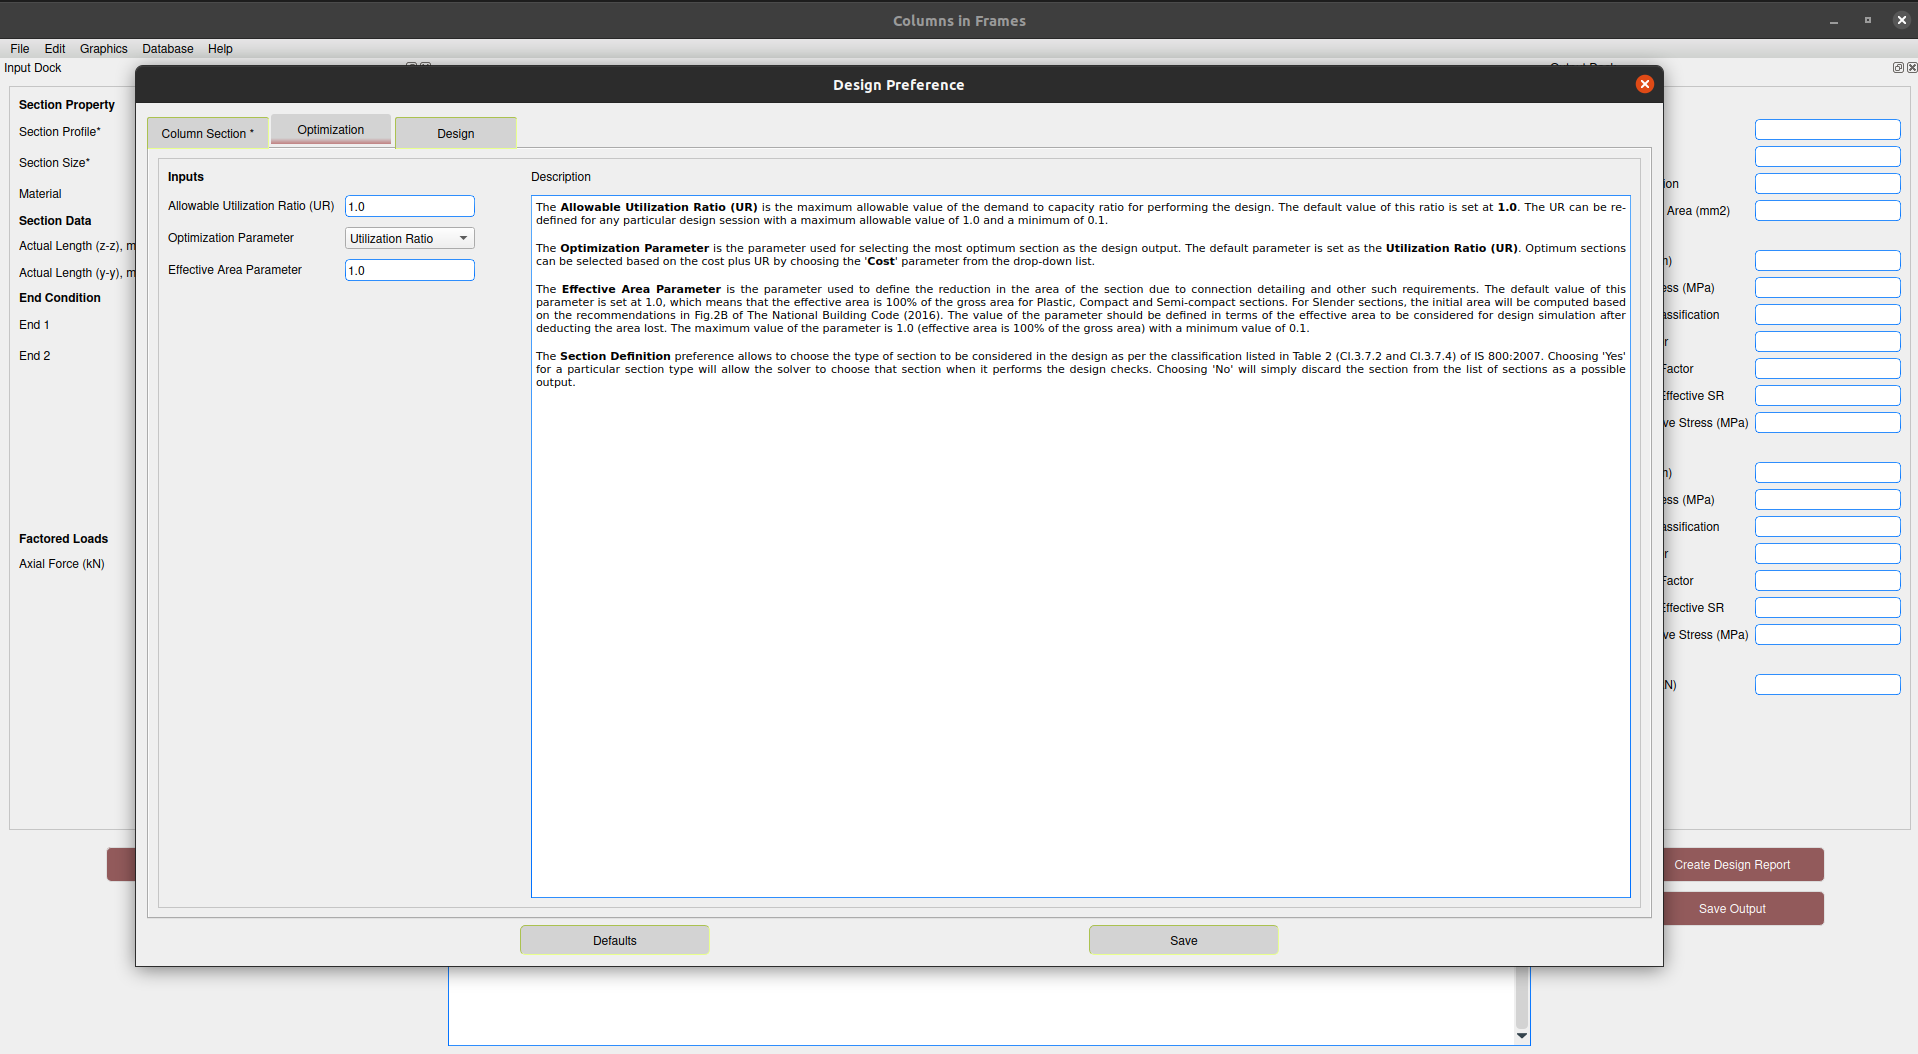 Columns in Frames
File Edit Graphics Database Help
Input Dock
Design Preference
Section Property
Section Profile*
Section Size*
Material
Section Data
Actual Length (z-z), m
Actual Length (y-y), m
End Condition
End 1
End 2
Factored Loads
Axial Force (kN)
Column Section *
Optimization
Design
Inputs
Allowable Utilization Ratio (UR) 1.0
Optimization Parameter Utilization Ratio
Effective Area Parameter 1.0
Description
The Allowable Utilization Ratio (UR) is the maximum allowable value of the demand to capacity ratio for performing the design. The default value of this ratio is set at 1.0. The UR can be re-
defined for any particular design session with a maximum allowable value of 1.0 and a minimum of 0.1.
The Optimization Parameter is the parameter used for selecting the most optimum section as the design output. The default parameter is set as the Utilization Ratio (UR). Optimum sections
can be selected based on the cost plus UR by choosing the 'Cost' parameter from the drop-down list.
The Effective Area Parameter is the parameter used to define the reduction in the area of the section due to connection detailing and other such requirements. The default value of this
parameter is set at 1.0, which means that the effective area is 100% of the gross area for Plastic, Compact and Semi-compact sections. For Slender sections, the initial area will be computed based
on the recommendations in Fig.2B of The National Building Code (2016). The value of the parameter should be defined in terms of the effective area to be considered for design simulation after
deducting the area lost. The maximum value of the parameter is 1.0 (effective area is 100% of the gross area) with a minimum value of 0.1.
The Section Definition preference allows to choose the type of section to be considered in the design as per the classification listed in Table 2 (Cl.3.7.2 and Cl.3.7.4) of IS 800:2007. Choosing 'Yes'
for a particular section type will allow the solver to choose that section when it performs the design checks. Choosing 'No' will simply discard the section from the list of sections as a possible
output.
Defaults
Save
ion
Area (mm2)
n)
ess (MPa)
assification
r
Factor
Effective SR
ve Stress (MPa)
n)
ess (MPa)
assification
r
Factor
Effective SR
ve Stress (MPa)
N)
Create Design Report
Save Output